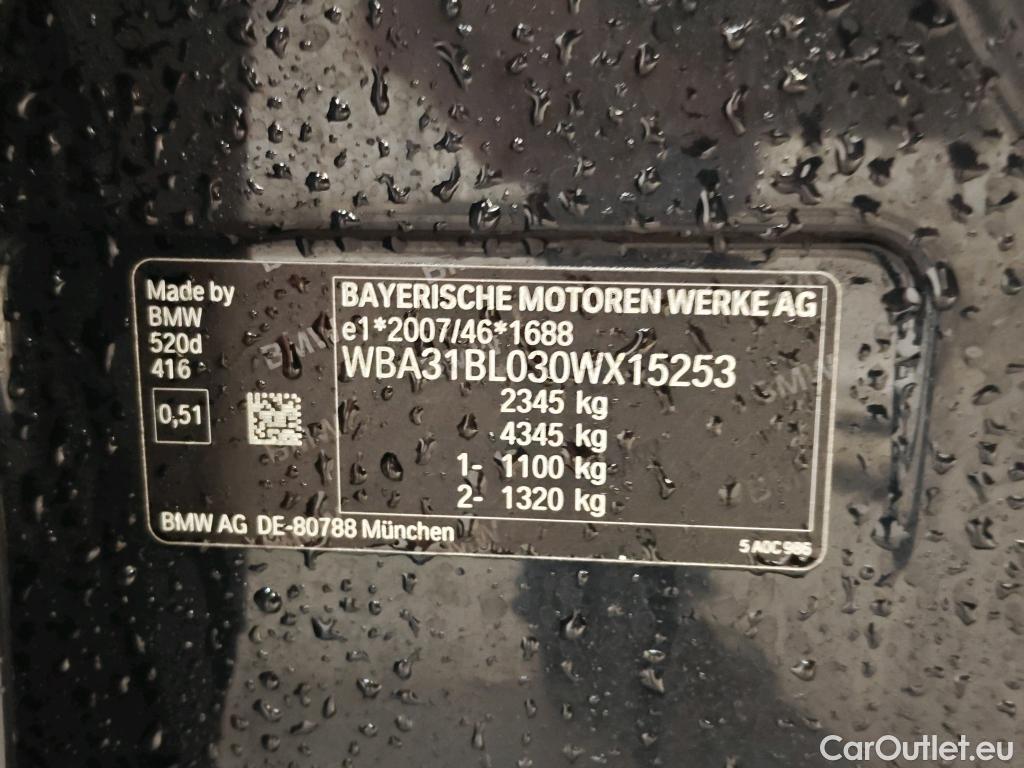 Made by
BMW
520d
416
0,51
BAYERISCHE MOTOREN WERKE AG
e1*2007/46*1688
WBA31BL030WX15253
2345 kg
4345 kg
1- 1100 kg
2- 1320 kg
BMW AG DE-80788 München
5 A0C 986
CarOutlet.eu